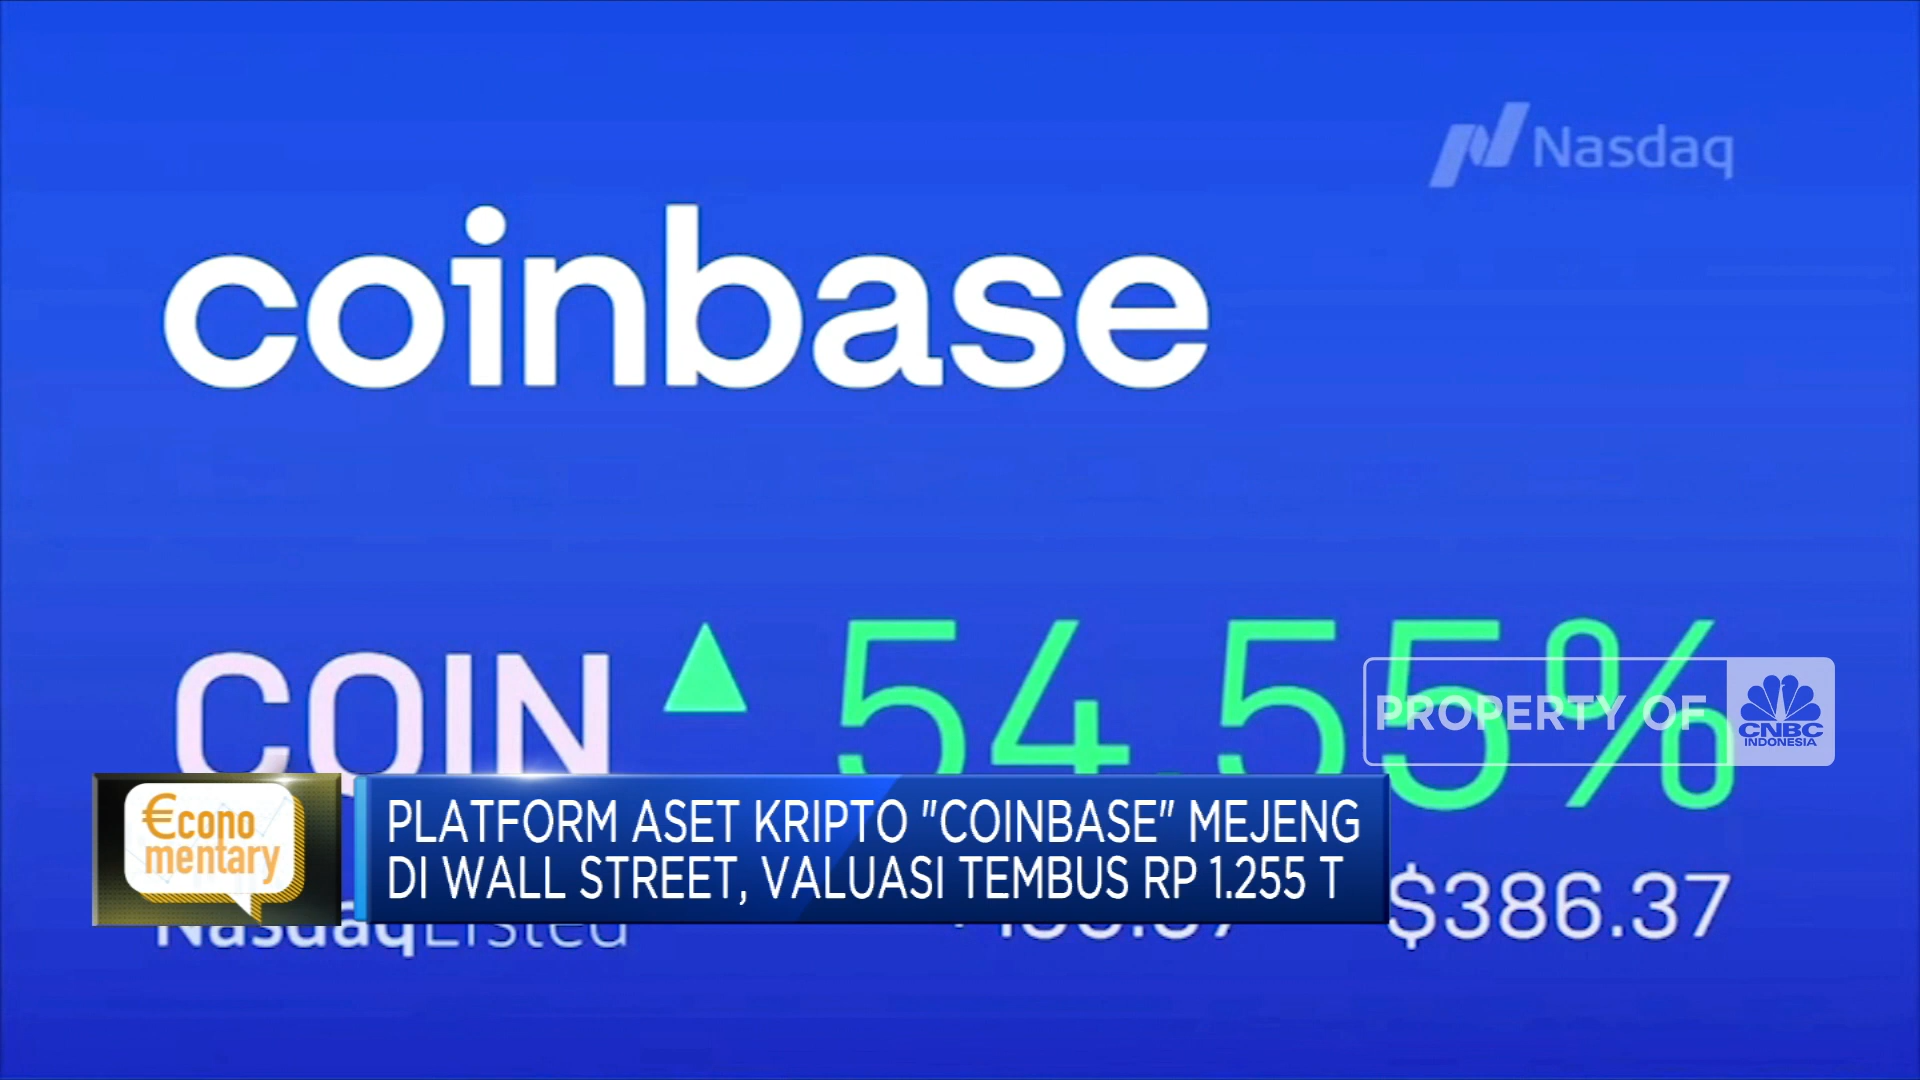 Nasdaq
coinbase
COIN ▲ 54.55%
PROPERTY OF
CNBC
INDONESIA
€cono
mentary
PLATFORM ASET KRIPTO "COINBASE" MEJENG
DI WALL STREET, VALUASI TEMBUS RP 1.255 T
$386.37
NasdaqListed